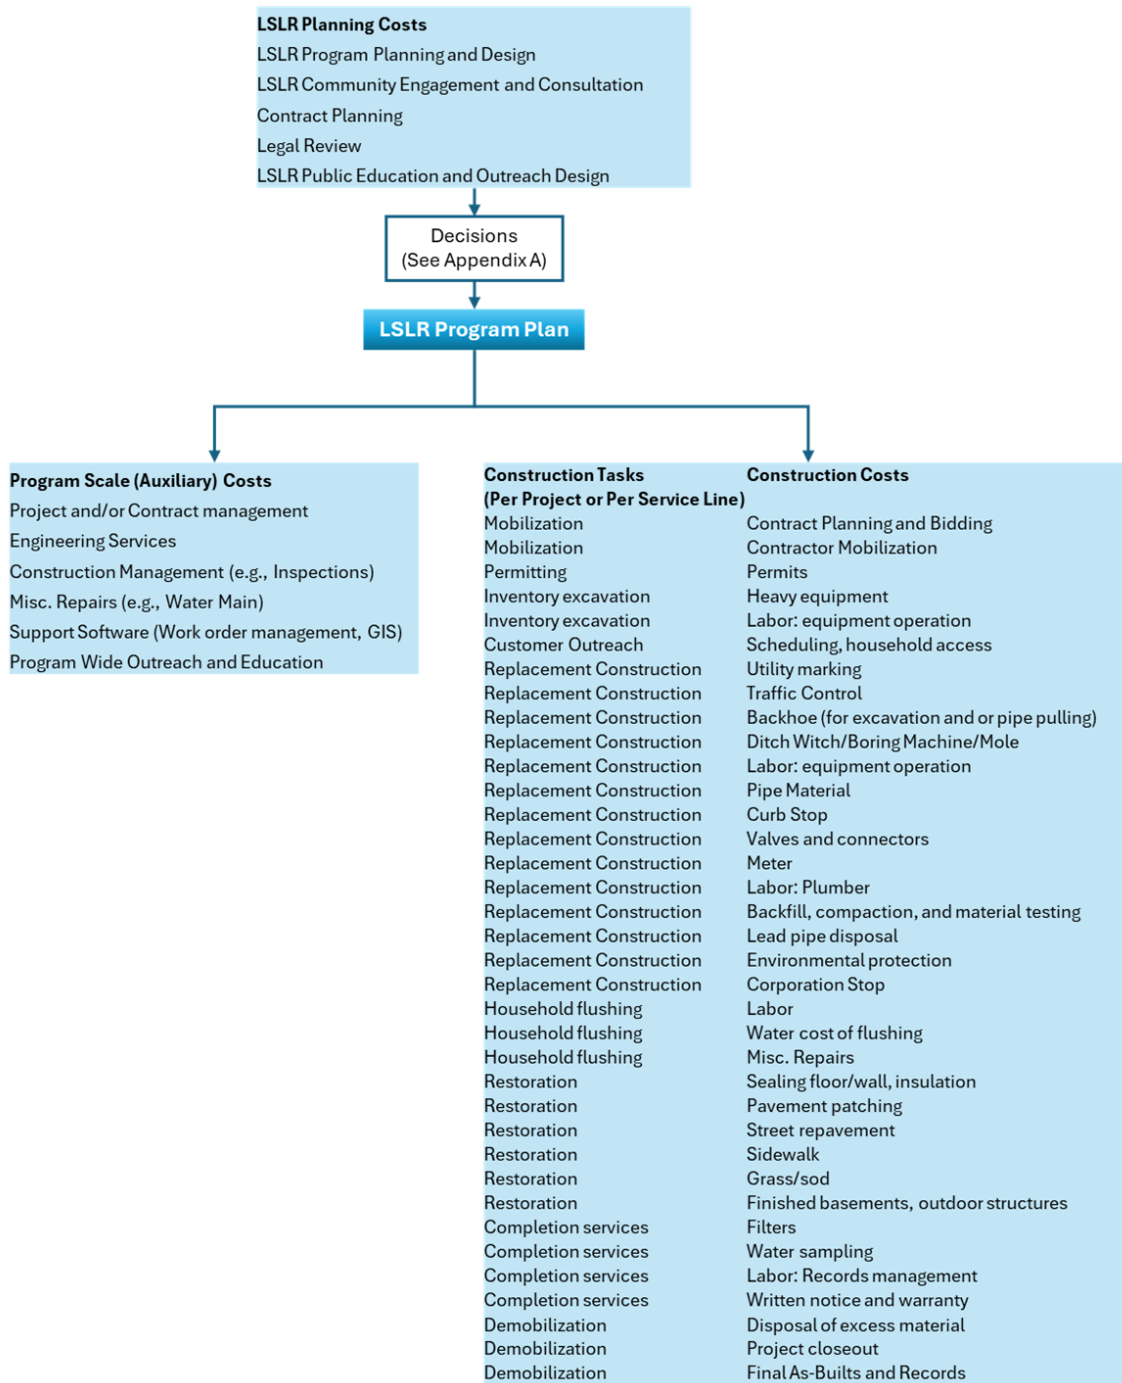 LSLR Planning Costs
LSLR Program Planning and Design
LSLR Community Engagement and Consultation
Contract Planning
Legal Review
LSLR Public Education and Outreach Design
Decisions
(See Appendix A)
LSLR Program Plan
Program Scale (Auxiliary) Costs
Project and/or Contract management
Engineering Services
Construction Management (e.g., Inspections)
Misc. Repairs (e.g., Water Main)
Support Software (Work order management, GIS)
Program Wide Outreach and Education
Construction Tasks Construction Costs
(Per Project or Per Service Line)
Mobilization Contract Planning and Bidding
Mobilization Contractor Mobilization
Permitting Permits
Inventory excavation Heavy equipment
Inventory excavation Labor: equipment operation
Customer Outreach Scheduling, household access
Replacement Construction Utility marking
Replacement Construction Traffic Control
Replacement Construction Backhoe (for excavation and or pipe pulling)
Replacement Construction Ditch Witch/Boring Machine/Mole
Replacement Construction Labor: equipment operation
Replacement Construction Pipe Material
Replacement Construction Curb Stop
Replacement Construction Valves and connectors
Replacement Construction Meter
Replacement Construction Labor: Plumber
Replacement Construction Backfill, compaction, and material testing
Replacement Construction Lead pipe disposal
Replacement Construction Environmental protection
Replacement Construction Corporation Stop
Household flushing Labor
Household flushing Water cost of flushing
Household flushing Misc. Repairs
Restoration Sealing floor/wall, insulation
Restoration Pavement patching
Restoration Street repavement
Restoration Sidewalk
Restoration Grass/sod
Restoration Finished basements, outdoor structures
Completion services Filters
Completion services Water sampling
Completion services Labor: Records management
Completion services Written notice and warranty
Demobilization Disposal of excess material
Demobilization Project closeout
Demobilization Final As-Builts and Records